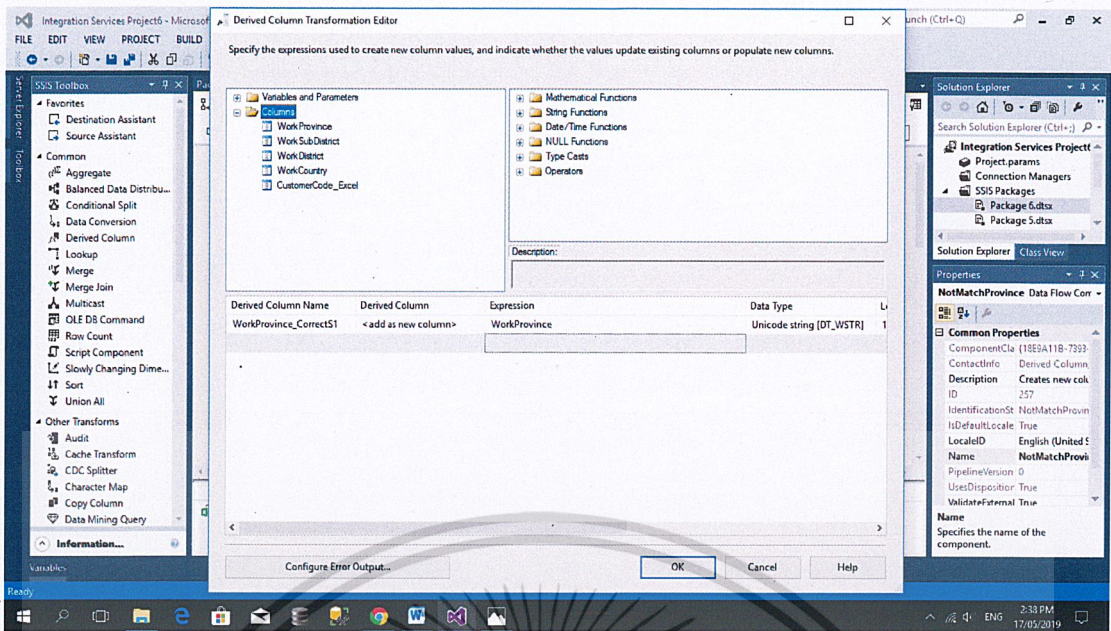 Integration Services Project6 - Microsof
Derived Column Transformation Editor
unch (Ctrl+Q)
FILE EDIT VIEW PROJECT BUILD
Specify the expressions used to create new column values, and indicate whether the values update existing columns or populate new columns.
Server Explorer
Toolbox
SSIS Toolbox
Favorites
Destination Assistant
Source Assistant
Common
Aggregate
Balanced Data Distribu...
Conditional Split
Data Conversion
Derived Column
Lookup
Merge
Merge Join
Multicast
OLE DB Command
Row Count
Script Component
Slowly Changing Dime...
Sort
Union All
Other Transforms
Audit
Cache Transform
CDC Splitter
Character Map
Copy Column
Data Mining Query
Information...
Variables
Ready
Pa
Variables and Parameters
Columns
WorkProvince
WorkSubDistrict
WorkDistrict
WorkCountry
CustomerCode_Excel
Mathematical Functions
String Functions
Date/Time Functions
NULL Functions
Type Casts
Operators
Description:
Derived Column Name Derived Column Expression Data Type L
WorkProvince_CorrectS1 <add as new column> WorkProvince Unicode string [DT_WSTR] 1
Configure Error Output... OK Cancel Help
Solution Explorer
Search Solution Explorer (Ctrl+;)
Integration Services Project6
Project.params
Connection Managers
SSIS Packages
Package 6.dtsx
Package 5.dtsx
Solution Explorer Class View
Properties
NotMatchProvince Data Flow Com
Common Properties
ComponentCla {18E9A11B-7393-
ContactInfo Derived Column
Description Creates new colu
ID 257
IdentificationSt NotMatchProvin
IsDefaultLocale True
LocaleID English (United S
Name NotMatchProvi
PipelineVersion 0
UsesDisposition True
ValidateExternal True
Name
Specifies the name of the
component.
ENG
2:38 PM
17/05/2019